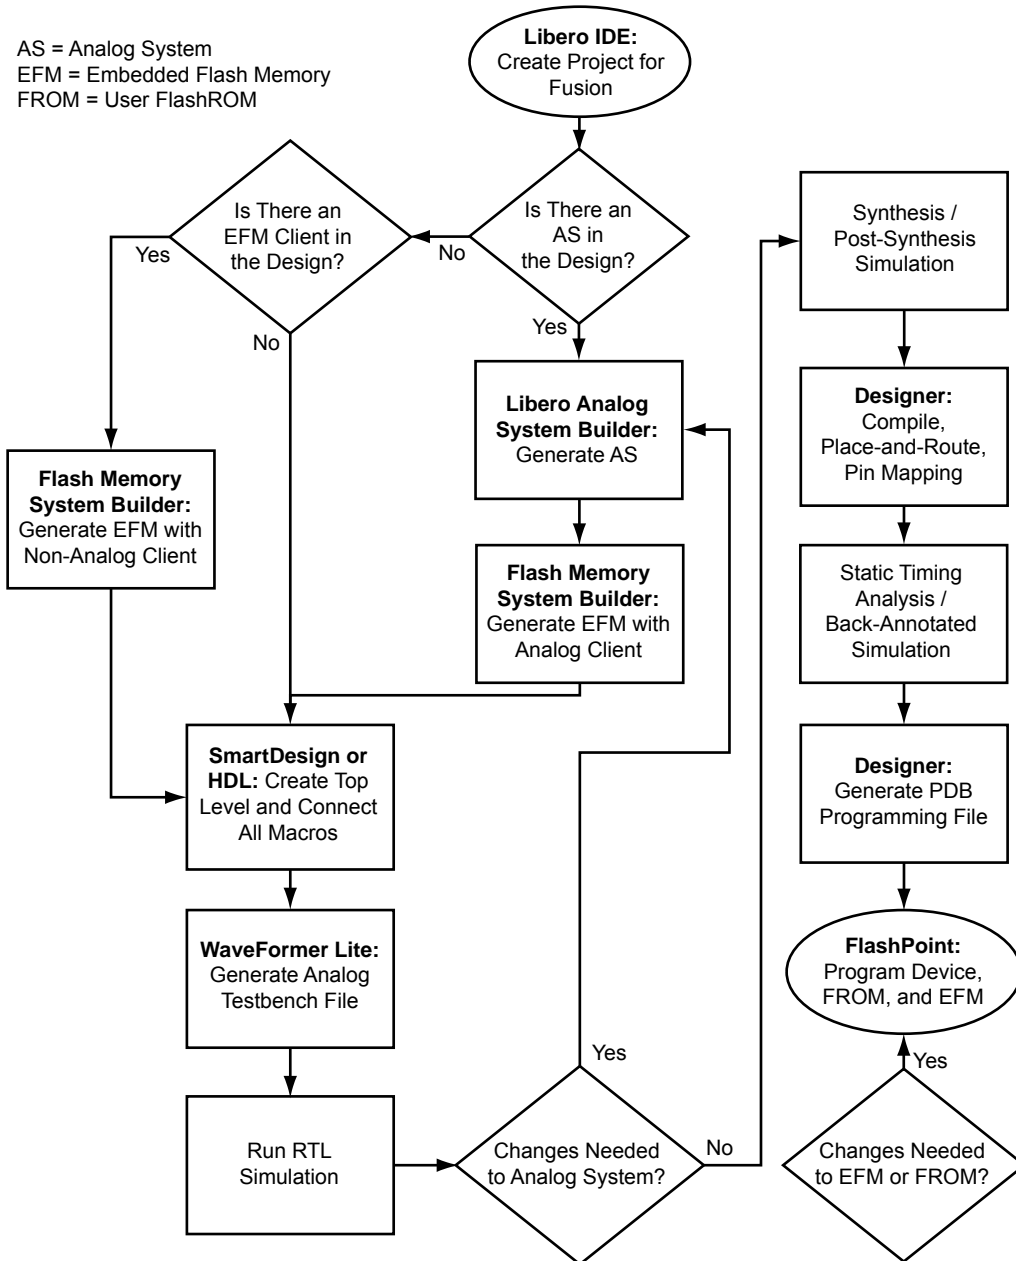 AS = Analog System
EFM = Embedded Flash Memory
FROM = User FlashROM
Libero IDE:
Create Project for
Fusion
Is There an
AS in
the Design?
No
Yes
Is There an
EFM Client in
the Design?
Yes
No
Libero Analog
System Builder:
Generate AS
Flash Memory
System Builder:
Generate EFM with
Non-Analog Client
Flash Memory
System Builder:
Generate EFM with
Analog Client
SmartDesign or
HDL: Create Top
Level and Connect
All Macros
WaveFormer Lite:
Generate Analog
Testbench File
Run RTL
Simulation
Changes Needed
to Analog System?
Yes
No
Synthesis /
Post-Synthesis
Simulation
Designer:
Compile,
Place-and-Route,
Pin Mapping
Static Timing
Analysis /
Back-Annotated
Simulation
Designer:
Generate PDB
Programming File
FlashPoint:
Program Device,
FROM, and EFM
Yes
Changes Needed
to EFM or FROM?